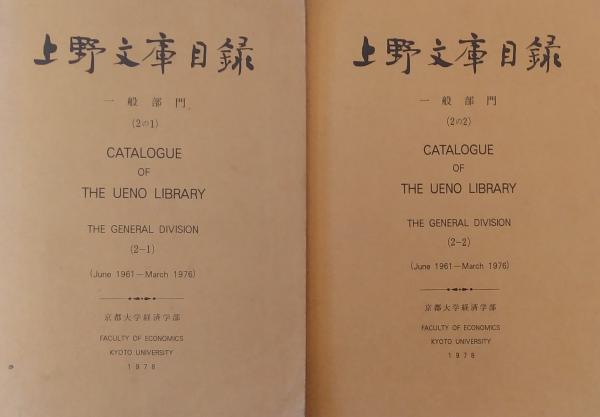 上野文庫目録
一般部門
(2の1)
CATALOGUE
OF
THE UENO LIBRARY
THE GENERAL DIVISION
(2-1)
(June 1961—March 1976)
京都大学経済学部
FACULTY OF ECONOMICS
KYOTO UNIVERSITY
1978
上野文庫目録
一般部門
(2の2)
CATALOGUE
OF
THE UENO LIBRARY
THE GENERAL DIVISION
(2-2)
(June 1961—March 1976)
京都大学経済学部
FACULTY OF ECONOMICS
KYOTO UNIVERSITY
1978